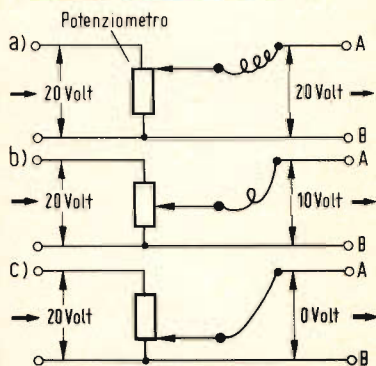 Potenziometro
a) A
20 Volt 20 Volt
B
b) A
20 Volt 10 Volt
B
c) A
20 Volt 0 Volt
B